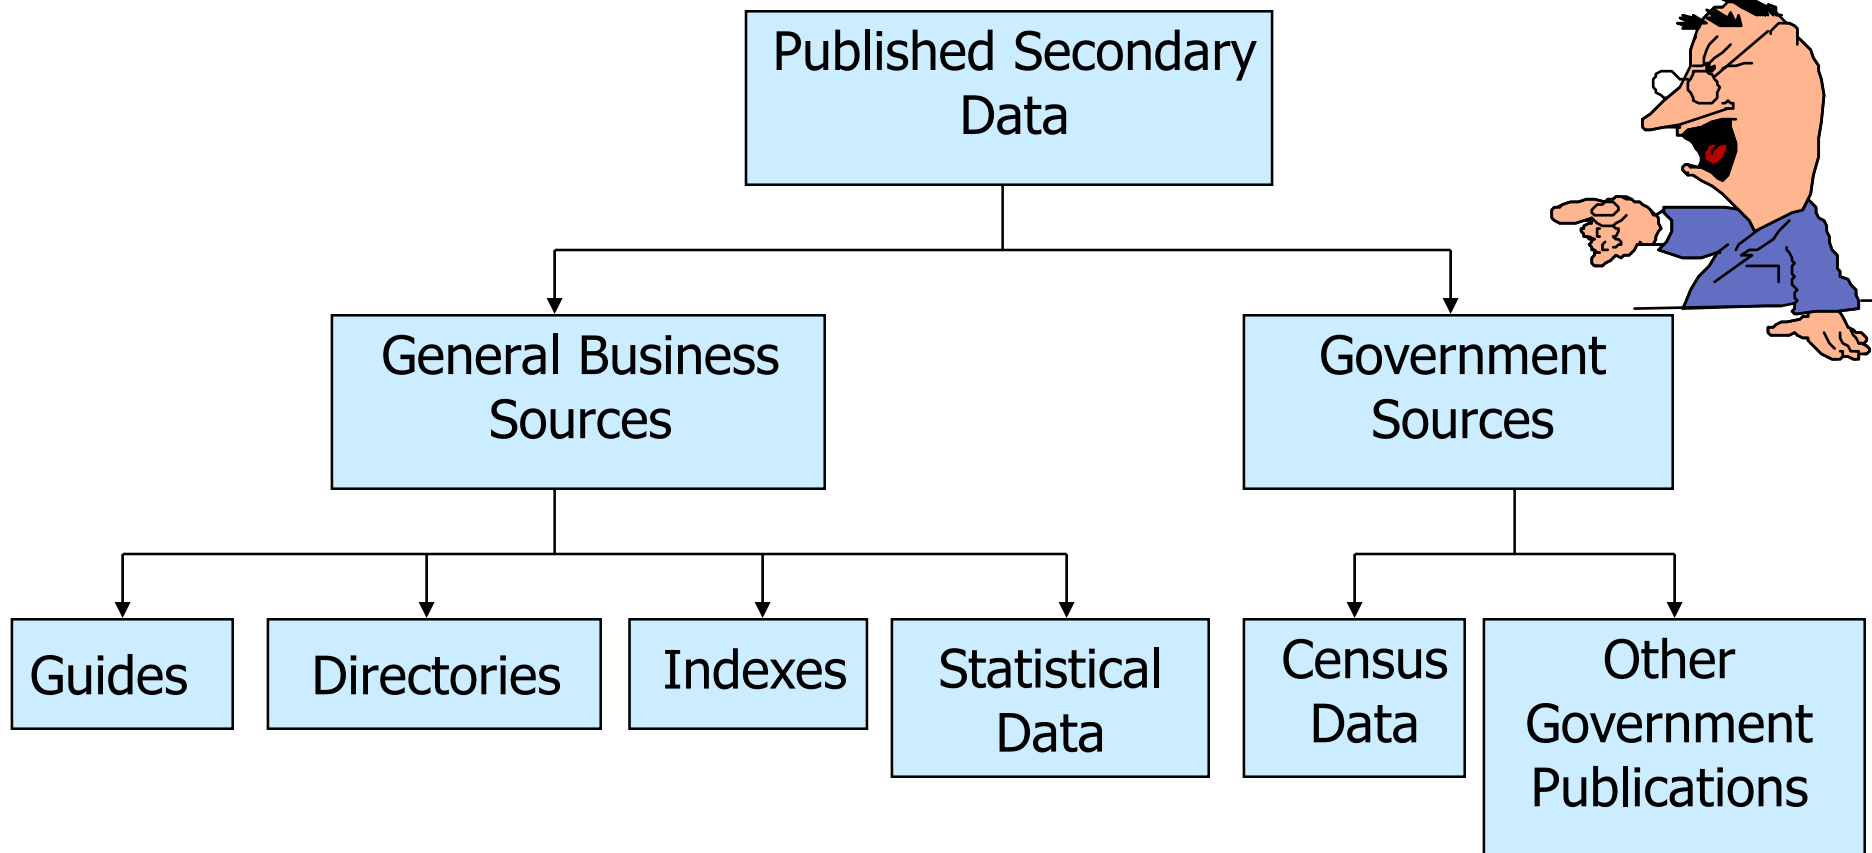 Published Secondary
Data
General Business
Sources
Government
Sources
Guides
Directories
Indexes
Statistical
Data
Census
Data
Other
Government
Publications